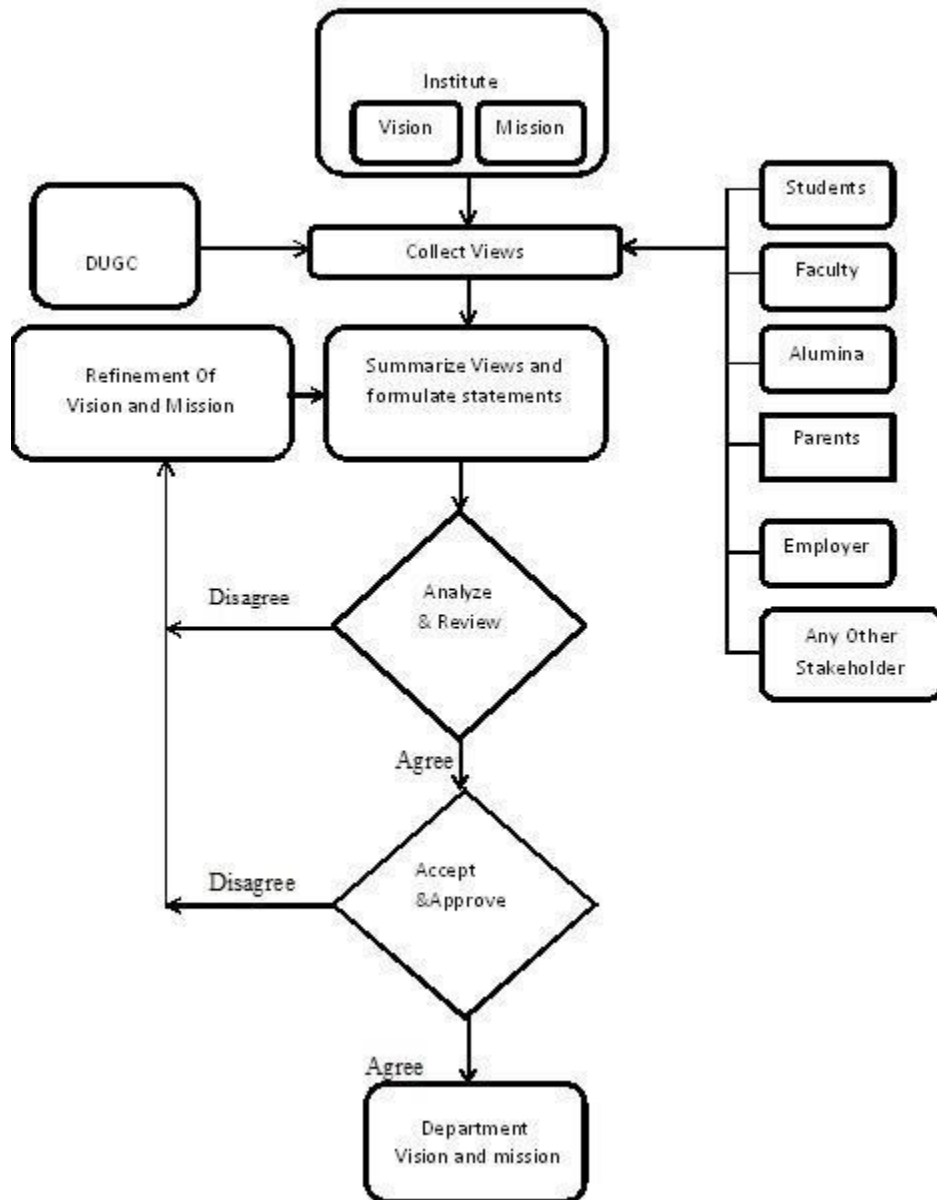 Institute
Vision
Mission
Students
DUGC
Collect Views
Faculty
Alumina
Refinement Of
Vision and Mission
Summarize Views and
formulate statements
Parents
Employer
Disagree
Analyze
& Review
Any Other
Stakeholder
Agree
Disagree
Accept
&Approve
Agree
Department
Vision and mission